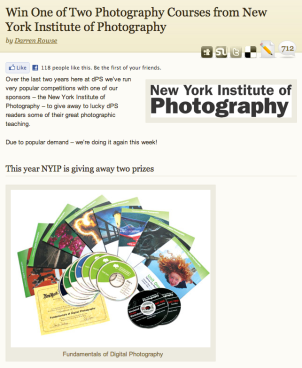 Win One of Two Photography Courses from New
York Institute of Photography
by Darren Rowse
712
Like
118 people like this. Be the first of your friends.
Over the last two years here at dPS we've run
very popular competitions with one of our
sponsors – the New York Institute of
Photography – to give away to lucky dPS
readers some of their great photographic
teaching.
New York Institute of
Photography
Due to popular demand – we're doing it again this week!
This year NYIP is giving away two prizes
Fundamentals of Digital Photography